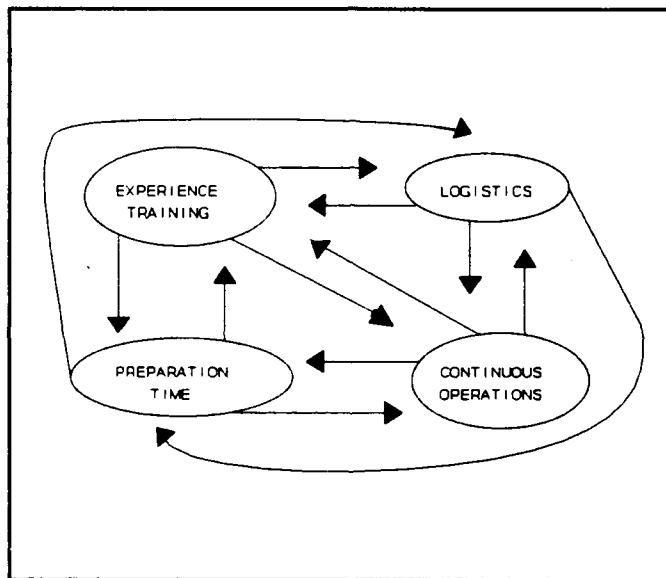 EXPERIENCE
TRAINING
LOGISTICS
PREPARATION
TIME
CONTINUOUS
OPERATIONS